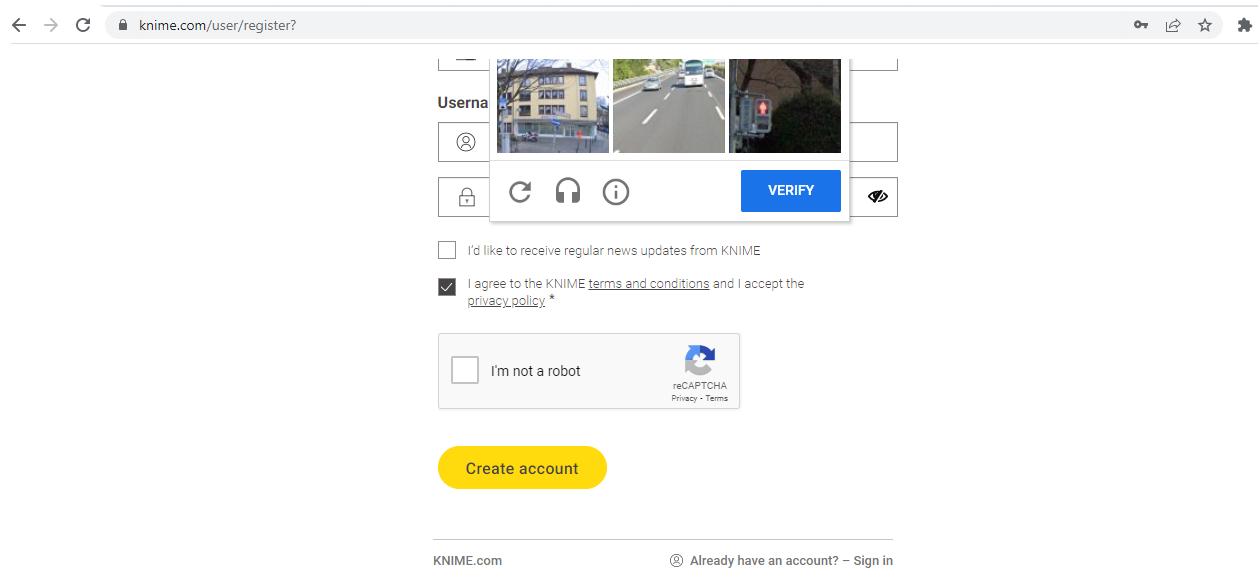 knime.com/user/register?
Userna
VERIFY
I'd like to receive regular news updates from KNIME
I agree to the KNIME terms and conditions and I accept the
privacy policy *
I'm not a robot
reCAPTCHA
Privacy - Terms
Create account
KNIME.com
Already have an account? – Sign in